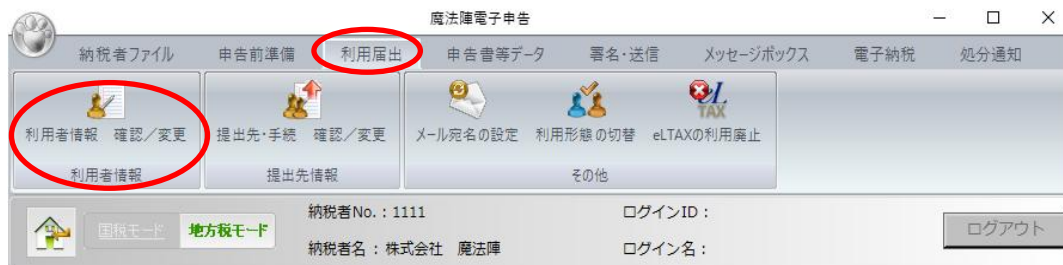 魔法陣電子申告
納税者ファイル 申告前準備 利用届出 申告書等データ 署名・送信 メッセージボックス 電子納税 処分通知
利用者情報 確認／変更 提出先・手続 確認／変更 メール宛名の設定 利用形態の切替 eLTAXの利用廃止
利用者情報 提出先情報 その他
国税モード 地方税モード 納税者No.：1111 ログインID： ログアウト
納税者名：株式会社 魔法陣 ログイン名：